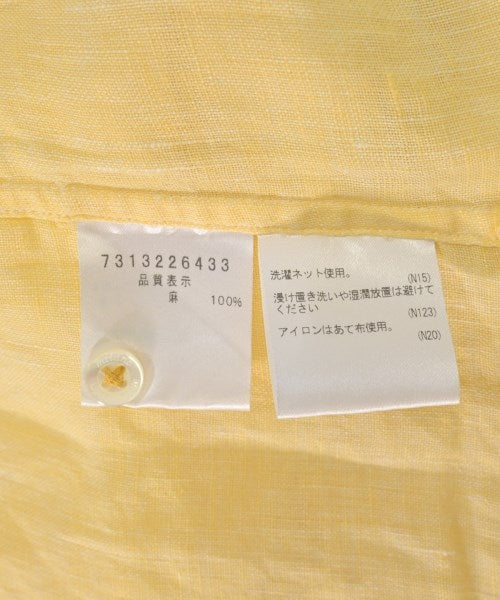 7313226433
品質表示
麻 100%
洗濯ネット使用。
(N15)
浸け置き洗いや湿潤放置は避けて
ください
(N123)
アイロンはあて布使用。
(N20)